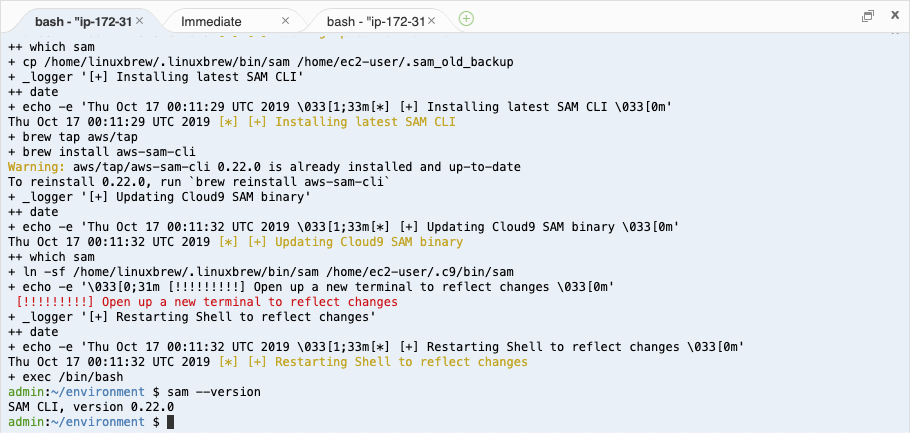 bash - "ip-172-31
Immediate
bash - "ip-172-31
++ which sam
+ cp /home/linuxbrew/.linuxbrew/bin/sam /home/ec2-user/.sam_old_backup
+ _logger '[+] Installing latest SAM CLI'
++ date
+ echo -e 'Thu Oct 17 00:11:29 UTC 2019 \033[1;33m[*] [+] Installing latest SAM CLI \033[0m'
Thu Oct 17 00:11:29 UTC 2019 [*] [+] Installing latest SAM CLI
+ brew tap aws/tap
+ brew install aws-sam-cli
Warning: aws/tap/aws-sam-cli 0.22.0 is already installed and up-to-date
To reinstall 0.22.0, run `brew reinstall aws-sam-cli`
+ _logger '[+] Updating Cloud9 SAM binary'
++ date
+ echo -e 'Thu Oct 17 00:11:32 UTC 2019 \033[1;33m[*] [+] Updating Cloud9 SAM binary \033[0m'
Thu Oct 17 00:11:32 UTC 2019 [*] [+] Updating Cloud9 SAM binary
++ which sam
+ ln -sf /home/linuxbrew/.linuxbrew/bin/sam /home/ec2-user/.c9/bin/sam
+ echo -e '\033[0;31m [!!!!!!!!!] Open up a new terminal to reflect changes \033[0m'
[!!!!!!!!!] Open up a new terminal to reflect changes
+ _logger '[+] Restarting Shell to reflect changes'
++ date
+ echo -e 'Thu Oct 17 00:11:32 UTC 2019 \033[1;33m[*] [+] Restarting Shell to reflect changes \033[0m'
Thu Oct 17 00:11:32 UTC 2019 [*] [+] Restarting Shell to reflect changes
+ exec /bin/bash
admin:~/environment $ sam --version
SAM CLI, version 0.22.0
admin:~/environment $